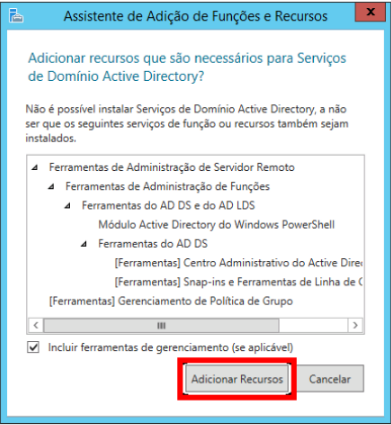 Assistente de Adição de Funções e Recursos
x
Adicionar recursos que são necessários para Serviços
de Domínio Active Directory?
Não é possível instalar Serviços de Domínio Active Directory, a não
ser que os seguintes serviços de função ou recursos também sejam
instalados.
Ferramentas de Administração de Servidor Remoto
Ferramentas de Administração de Funções
Ferramentas do AD DS e do AD LDS
Módulo Active Directory do Windows PowerShell
Ferramentas do AD DS
[Ferramentas] Centro Administrativo do Active Dire
[Ferramentas] Snap-ins e Ferramentas de Linha de
[Ferramentas] Gerenciamento de Política de Grupo
Incluir ferramentas de gerenciamento (se aplicável)
Adicionar Recursos
Cancelar